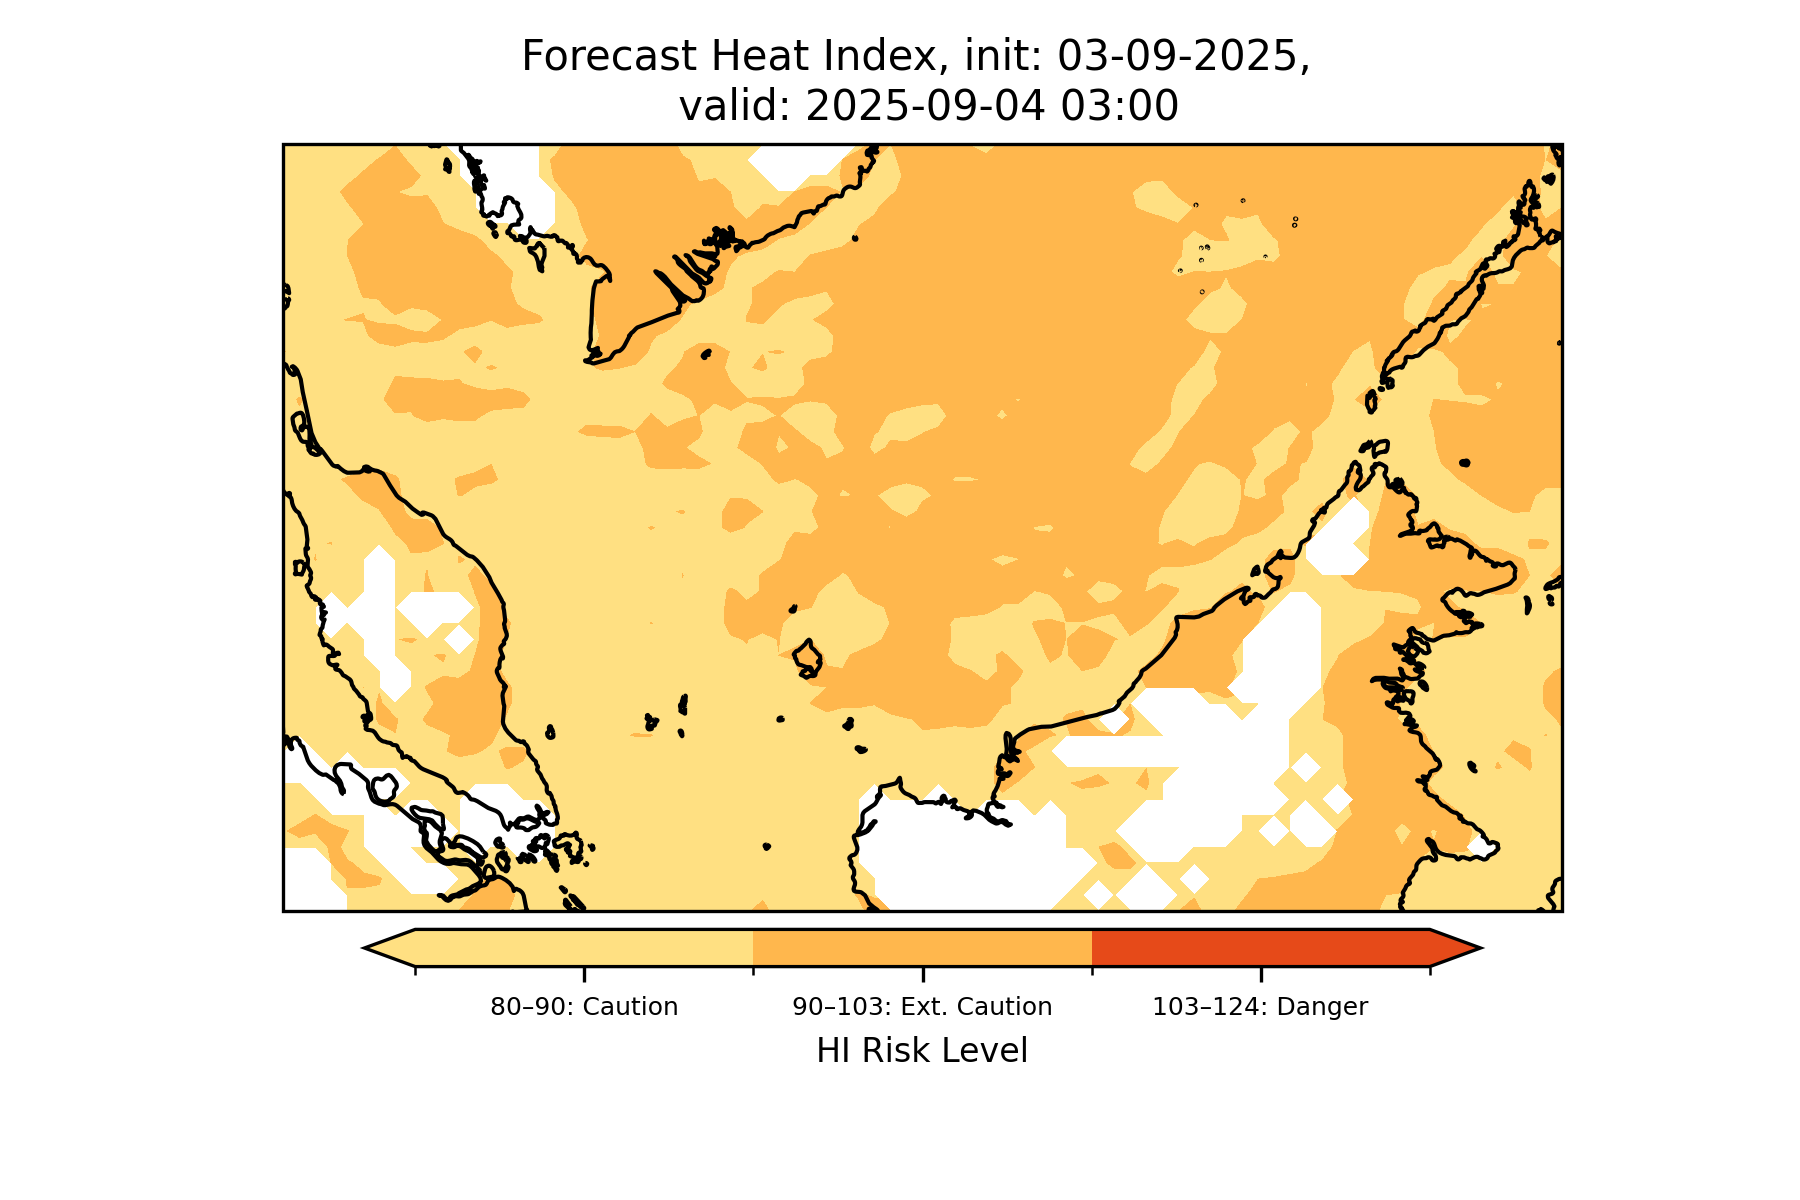 Forecast Heat Index, init: 03-09-2025,
valid: 2025-09-04 03:00
80–90: Caution
90–103: Ext. Caution
103–124: Danger
HI Risk Level